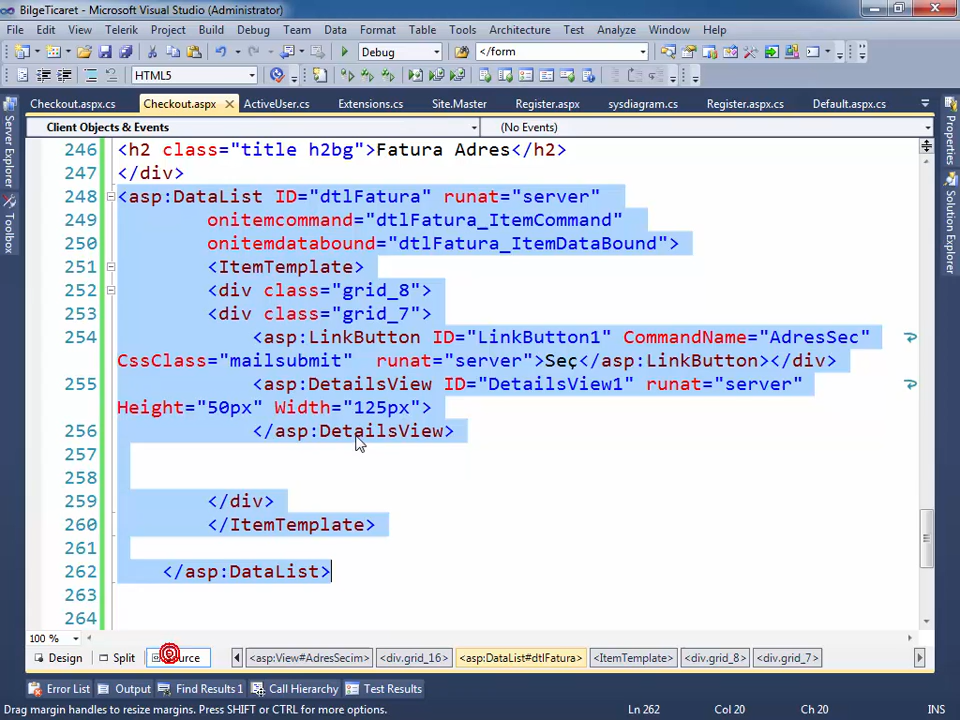 BilgeTicaret - Microsoft Visual Studio (Administrator)
File Edit View Telerik Project Build Debug Team Data Format Table Tools Architecture Test Analyze Window Help
Debug </form
HTML5
Checkout.aspx.cs Checkout.aspx ActiveUser.cs Extensions.cs Site.Master Register.aspx sysdiagram.cs Register.aspx.cs Default.aspx.cs
Client Objects & Events (No Events)
Server Explorer
Toolbox
Properties
Solution Explorer
246 <h2 class="title h2bg">Fatura Adres</h2>
247 </div>
248 <asp:DataList ID="dtlFatura" runat="server"
249 onitemcommand="dtlFatura_ItemCommand"
250 onitemdatabound="dtlFatura_ItemDataBound">
251 <ItemTemplate>
252 <div class="grid_8">
253 <div class="grid_7">
254 <asp:LinkButton ID="LinkButton1" CommandName="AdresSec"
CssClass="mailsubmit" runat="server">Seç</asp:LinkButton></div>
255 <asp:DetailsView ID="DetailsView1" runat="server"
Height="50px" Width="125px">
256 </asp:DetailsView>
257
258
259 </div>
260 </ItemTemplate>
261
262 </asp:DataList>
263
264
100 %
Design Split <asp:View#AdresSecim> <div.grid_16> <asp:DataList#dtlFatura> <ItemTemplate> <div.grid_8> <div.grid_7>
Error List Output Find Results 1 Call Hierarchy Test Results
Drag margin handles to resize margins. Press SHIFT or CTRL for more options. Ln 262 Col 20 Ch 20 INS